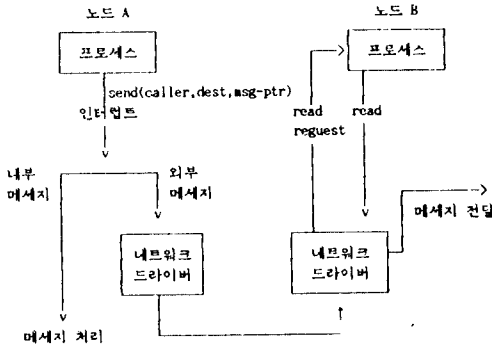 노드 A
노드 B
프로세스
프로세스
send(caller,dest,msg-ptr)
인터럽트
read
reguest
read
내부
메세지
외부
메세지
메세지 전달
네트워크
드라이버
네트워크
드라이버
메세지 처리